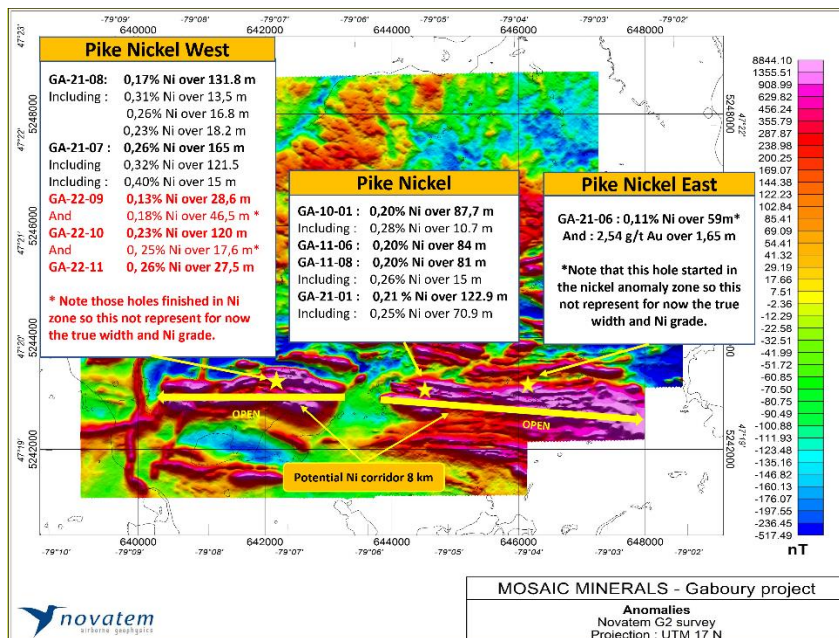 -79°09' -79°08' -79°07' -79°06' -79°05' -79°04' -79°03' -79°02'
640000 644000 646000 648000
47°23'
Pike Nickel West
GA-21-08: 0,17% Ni over 131.8 m
Including : 0,31% Ni over 13,5 m
0,26% Ni over 16.8 m
0,23% Ni over 18.2 m
GA-21-07: 0,26% Ni over 165 m
Including 0,32% Ni over 121.5
Including : 0,40% Ni over 15 m
GA-22-09 0,13% Ni over 28,6 m
And 0,18% Ni over 46,5 m *
GA-22-10 0,23% Ni over 120 m
And 0, 25% Ni over 17,6 m*
GA-22-11 0, 26% Ni over 27,5 m
* Note those holes finished in Ni
zone so this not represent for now
the true width and Ni grade.
Pike Nickel
GA-10-01 : 0,20% Ni over 87,7 m
Including : 0,28% Ni over 10.7 m
GA-11-06 : 0,20% Ni over 84 m
GA-11-08 : 0,20% Ni over 81 m
Including : 0,26% Ni over 15 m
GA-21-01 : 0,21 % Ni over 122.9 m
Including : 0,25% Ni over 70.9 m
Pike Nickel East
GA-21-06 : 0,11% Ni over 59m*
And : 2,54 g/t Au over 1,65 m
*Note that this hole started in
the nickel anomaly zone so this
not represent for now the true
width and Ni grade.
5248000
47°22'
5246000
47°21'
5244000
47°20'
5242000
47°19'
5248000
47°22'
5242000
47°19'
OPEN
OPEN
Potential Ni corridor 8 km
640000 642000 644000 646000 648000
-79°10' -79°09' -79°08' -79°07' -79°06' -79°05' -79°04' -79°03' -79°02'
8844.10
1355.51
908.99
629.82
456.24
355.79
287.87
238.98
200.25
169.07
144.38
122.23
102.84
85.41
69.09
54.61
41.32
29.19
17.66
7.51
-2.36
-12.29
-22.44
-32.51
-41.99
-51.72
-60.85
-70.50
-80.75
-90.49
-100.88
-111.93
-123.48
-135.16
-146.82
-160.13
-176.07
-197.55
-236.45
-517.49
nT
novatem
airborne geophysics
MOSAIC MINERALS - Gaboury project
Anomalies
Novatem G2 survey
Projection : UTM 17 N